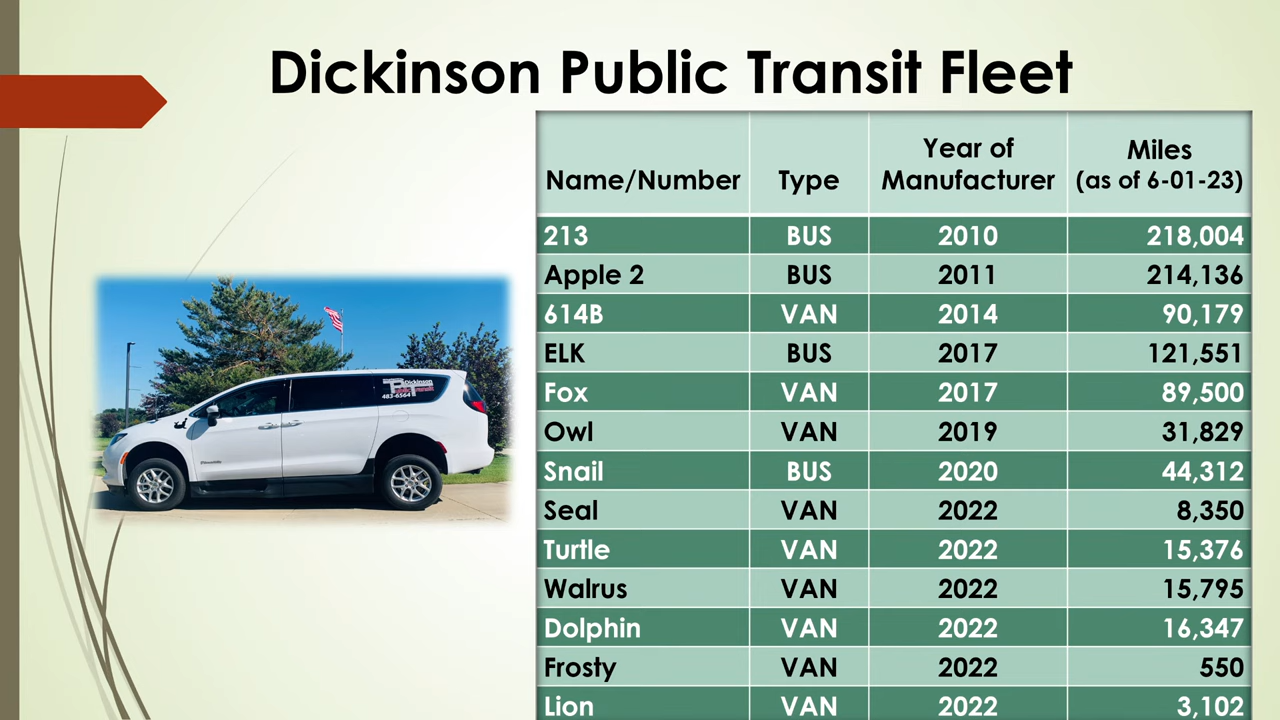 Dickinson Public Transit Fleet
Name/Number Type Year of Manufacturer Miles (as of 6-01-23)
213 BUS 2010 218,004
Apple 2 BUS 2011 214,136
614B VAN 2014 90,179
ELK BUS 2017 121,551
Fox VAN 2017 89,500
Owl VAN 2019 31,829
Snail BUS 2020 44,312
Seal VAN 2022 8,350
Turtle VAN 2022 15,376
Walrus VAN 2022 15,795
Dolphin VAN 2022 16,347
Frosty VAN 2022 550
Lion VAN 2022 3,102
Dickinson
483-6564